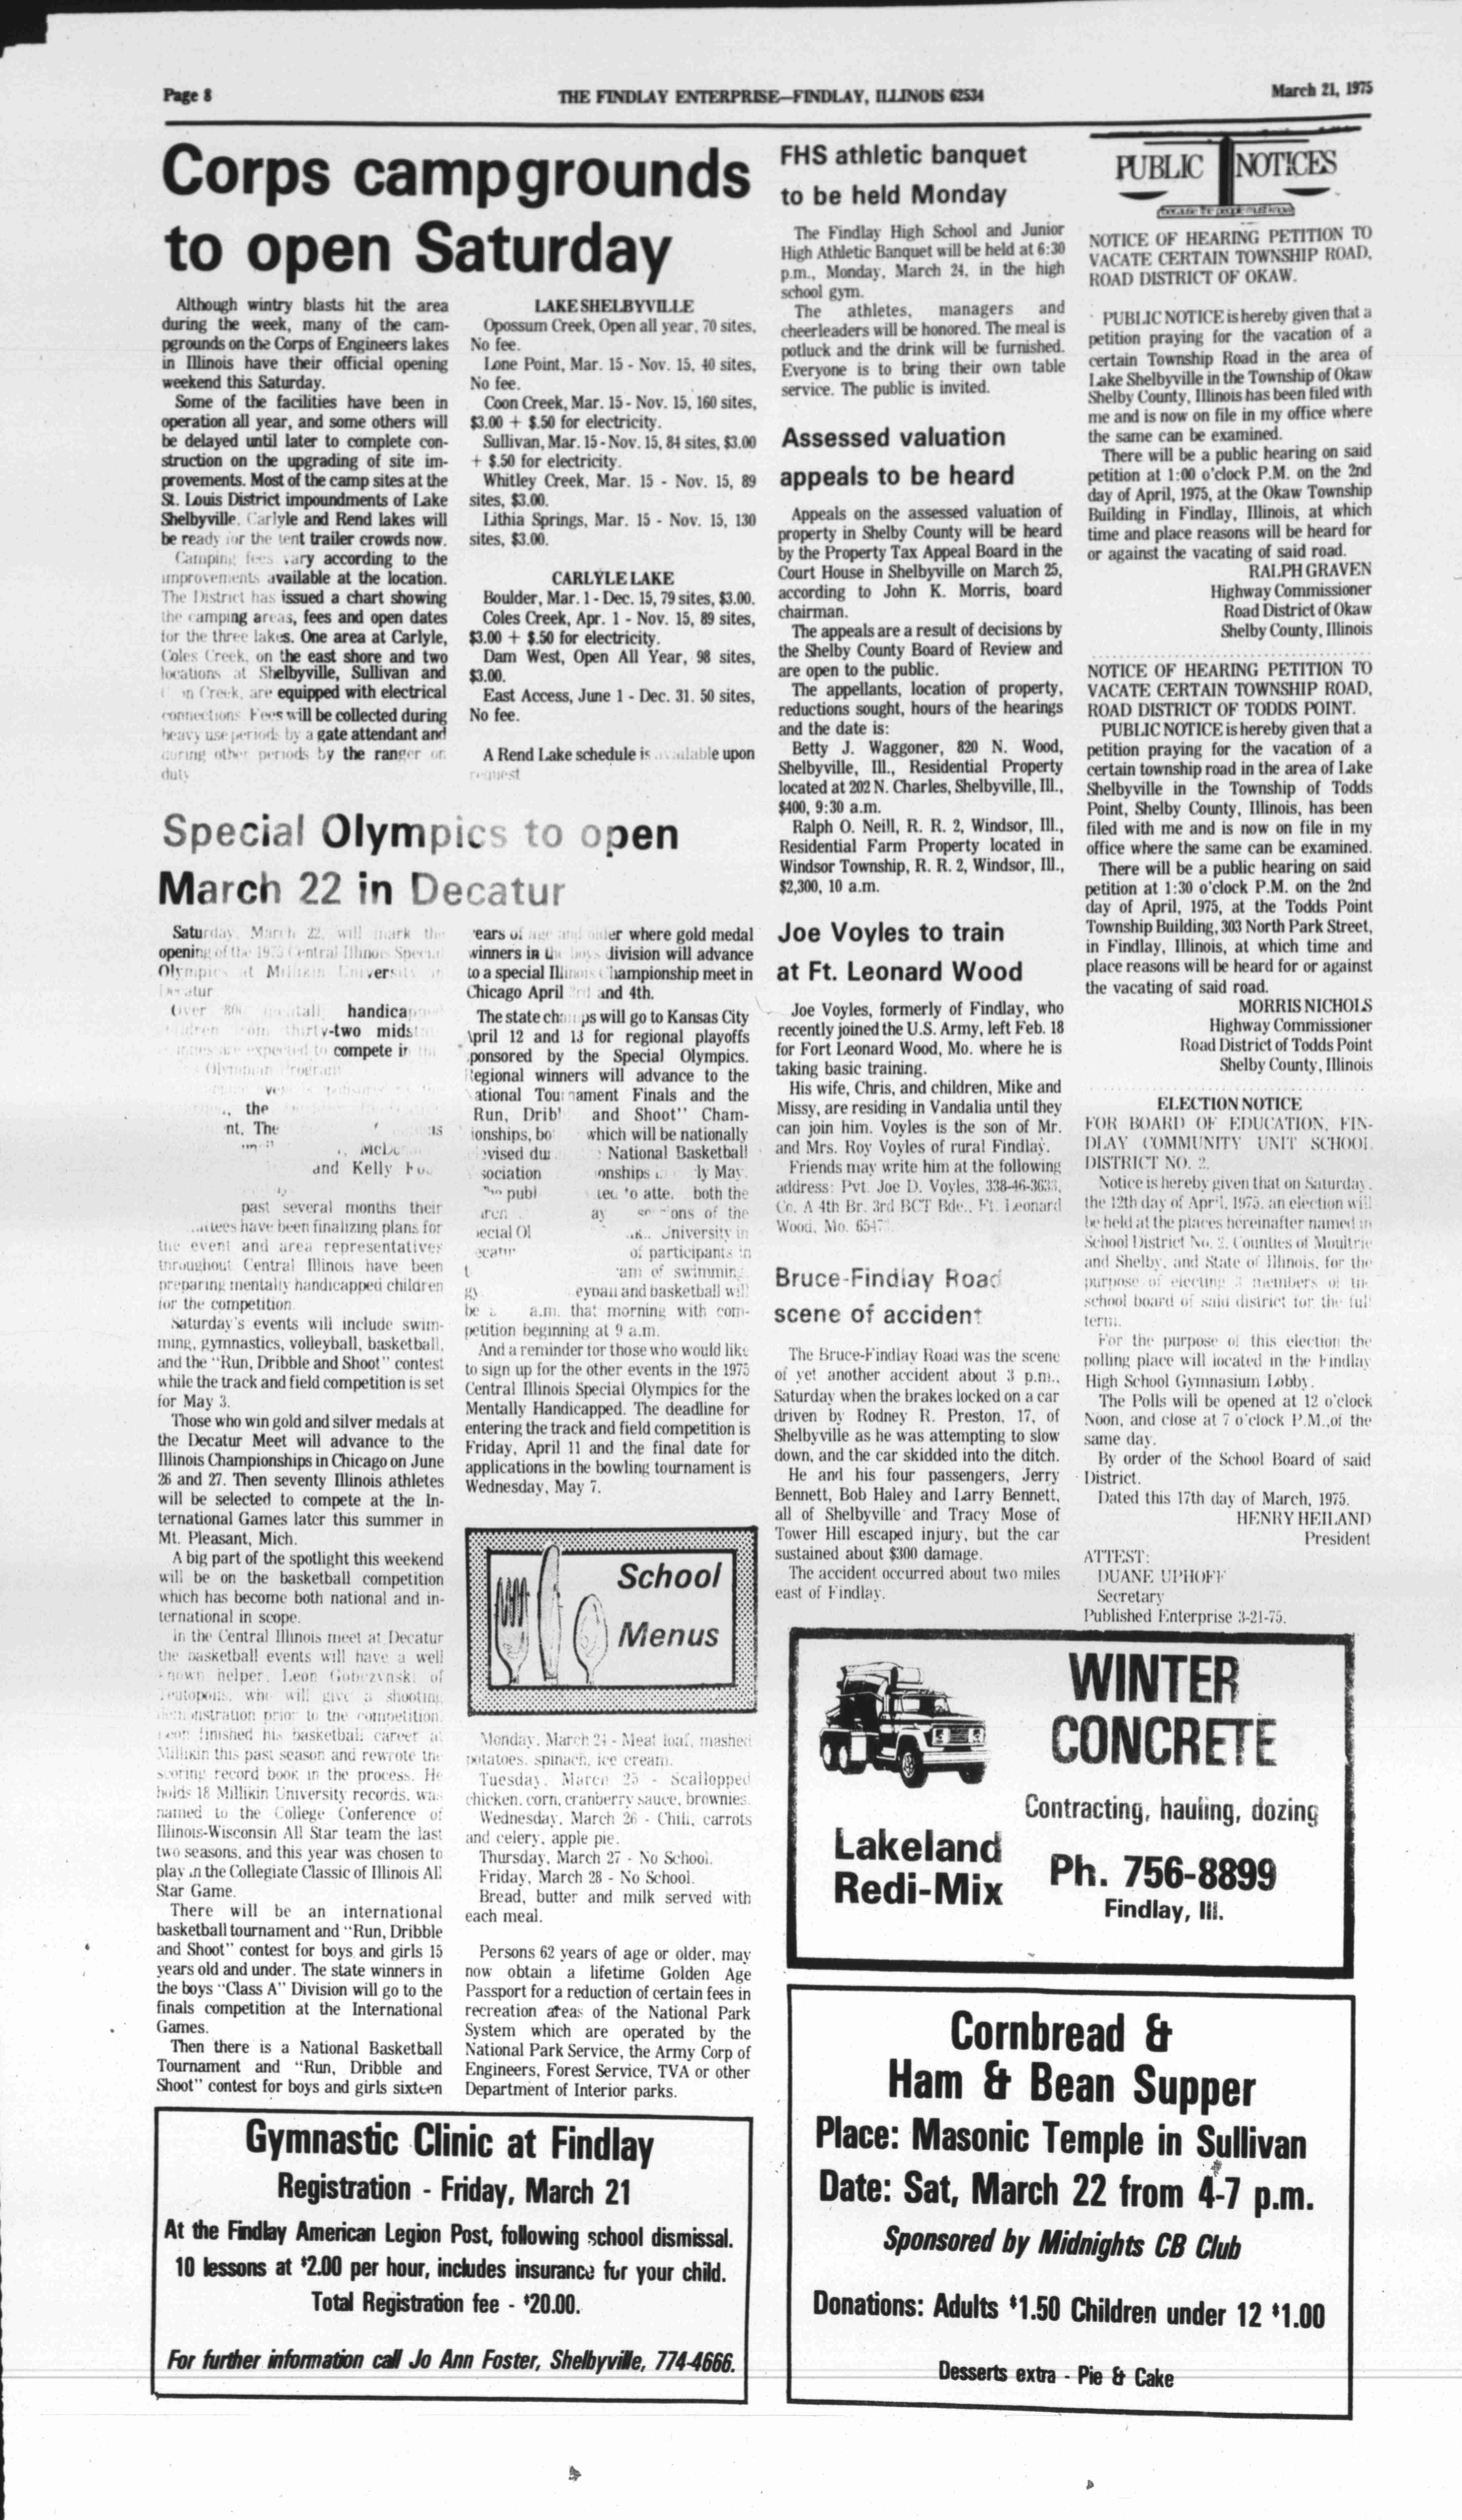 Page 8
THE FINDLAY ENTERPRISE—FINDLAY, ILLINOIS 62534
March 21, 1975
Corps campgrounds
to open Saturday
Although wintry blasts hit the area
during the week, many of the cam-
pgrounds on the Corps of Engineers lakes
in Illinois have their official opening
weekend this Saturday.
Some of the facilities have been in
operation all year, and some others will
be delayed until later to complete con-
struction on the upgrading of site im-
provements. Most of the camp sites at the
St. Louis District impoundments of Lake
Shelbyville, Carlyle and Rend lakes will
be ready for the tent trailer crowds now.
Camping fees vary according to the
improvements available at the location.
The District has issued a chart showing
the camping areas, fees and open dates
for the three lakes. One area at Carlyle,
Coles Creek, on the east shore and two
locations at Shelbyville, Sullivan and
Creek, are equipped with electrical
connections. Fees will be collected during
heavy use periods by a gate attendant and
during other periods by the ranger on
duty
LAKE SHELBYVILLE
Opossum Creek, Open all year, 70 sites,
No fee.
Lone Point, Mar. 15 - Nov. 15, 40 sites,
No fee.
Coon Creek, Mar. 15 - Nov. 15, 160 sites,
$3.00 + $.50 for electricity.
Sullivan, Mar. 15 - Nov. 15, 84 sites, $3.00
+ $.50 for electricity.
Whitley Creek, Mar. 15 - Nov. 15, 89
sites, $3.00.
Lithia Springs, Mar. 15 - Nov. 15, 130
sites, $3.00.
CARLYLE LAKE
Boulder, Mar. 1 - Dec. 15, 79 sites, $3.00.
Coles Creek, Apr. 1 - Nov. 15, 89 sites,
$3.00 + $.50 for electricity.
Dam West, Open All Year, 98 sites,
$3.00.
East Access, June 1 - Dec. 31. 50 sites,
No fee.
A Rend Lake schedule is available upon
request
Special Olympics to open
March 22 in Decatur
Saturday, March 22, will mark the
opening of the 1975 Central Illinois Special
Olympics at Millikin University in
Decatur
Over 800 handicapped
children from thirty-two
are expected to compete in the
Olympian Program
the
The
and Kelly
past several months their
have been finalizing plans for
the event and area representatives
throughout Central Illinois have been
preparing mentally handicapped children
for the competition.
Saturday's events will include swim-
ming, gymnastics, volleyball, basketball,
and the "Run, Dribble and Shoot" contest
while the track and field competition is set
for May 3.
Those who win gold and silver medals at
the Decatur Meet will advance to the
Illinois Championships in Chicago on June
26 and 27. Then seventy Illinois athletes
will be selected to compete at the In-
ternational Games later this summer in
Mt. Pleasant, Mich.
A big part of the spotlight this weekend
will be on the basketball competition
which has become both national and in-
ternational in scope.
in the Central Illinois meet at Decatur
the basketball events will have a well
known helper, Leon of
who will give a shooting
demonstration prior to the competition.
Leon finished his basketball career at
Millikin this past season and rewrote the
scoring record book in the process. He
holds 18 Millikin University records, was
named to the College Conference of
Illinois-Wisconsin All Star team the last
two seasons, and this year was chosen to
play in the Collegiate Classic of Illinois All
Star Game.
There will be an international
basketball tournament and "Run, Dribble
and Shoot" contest for boys and girls 15
years old and under. The state winners in
the boys "Class A" Division will go to the
finals competition at the International
Games.
Then there is a National Basketball
Tournament and "Run, Dribble and
Shoot" contest for boys and girls sixteen
years of age and older where gold medal
winners in the boys division will advance
to a special Illinois Championship meet in
Chicago April 3rd and 4th.
The state champs will go to Kansas City
April 12 and 13 for regional playoffs
sponsored by the Special Olympics.
Regional winners will advance to the
National Tournament Finals and the
Run, and Shoot" Cham-
pionships, which will be nationally
National Basketball
May.
both the
of the
University in
of participants in
of swimming,
and basketball will
be a.m. that morning with com-
petition beginning at 9 a.m.
And a reminder for those who would like
to sign up for the other events in the 1975
Central Illinois Special Olympics for the
Mentally Handicapped. The deadline for
entering the track and field competition is
Friday, April 11 and the final date for
applications in the bowling tournament is
Wednesday, May 7.
School
Menus
Monday, March 24 - Meat loaf, mashed
potatoes, spinach, ice cream.
Tuesday, March 25 - Scallopped
chicken, corn, cranberry sauce, brownies.
Wednesday, March 26 - Chili, carrots
and celery, apple pie.
Thursday, March 27 - No School.
Friday, March 28 - No School.
Bread, butter and milk served with
each meal.
Persons 62 years of age or older, may
now obtain a lifetime Golden Age
Passport for a reduction of certain fees in
recreation areas of the National Park
System which are operated by the
National Park Service, the Army Corp of
Engineers, Forest Service, TVA or other
Department of Interior parks.
Gymnastic Clinic at Findlay
Registration - Friday, March 21
At the Findlay American Legion Post, following school dismissal.
10 lessons at $2.00 per hour, includes insurance for your child.
Total Registration fee - $20.00.
For further information call Jo Ann Foster, Shelbyville, 774-4666.
FHS athletic banquet
to be held Monday
The Findlay High School and Junior
High Athletic Banquet will be held at 6:30
p.m., Monday, March 24, in the high
school gym.
The athletes, managers and
cheerleaders will be honored. The meal is
potluck and the drink will be furnished.
Everyone is to bring their own table
service. The public is invited.
Assessed valuation
appeals to be heard
Appeals on the assessed valuation of
property in Shelby County will be heard
by the Property Tax Appeal Board in the
Court House in Shelbyville on March 25,
according to John K. Morris, board
chairman.
The appeals are a result of decisions by
the Shelby County Board of Review and
are open to the public.
The appellants, location of property,
reductions sought, hours of the hearings
and the date is:
Betty J. Waggoner, 820 N. Wood,
Shelbyville, Ill., Residential Property
located at 202 N. Charles, Shelbyville, Ill.,
$400, 9:30 a.m.
Ralph O. Neill, R. R. 2, Windsor, Ill.,
Residential Farm Property located in
Windsor Township, R. R. 2, Windsor, Ill.,
$2,300, 10 a.m.
Joe Voyles to train
at Ft. Leonard Wood
Joe Voyles, formerly of Findlay, who
recently joined the U.S. Army, left Feb. 18
for Fort Leonard Wood, Mo. where he is
taking basic training.
His wife, Chris, and children, Mike and
Missy, are residing in Vandalia until they
can join him. Voyles is the son of Mr.
and Mrs. Roy Voyles of rural Findlay.
Friends may write him at the following
address: Pvt. Joe D. Voyles, 338-46-3633,
Co. A 4th Br. 3rd BCT Bde., Ft. Leonard
Wood, Mo.
Bruce-Findlay Road
scene of accident
The Bruce-Findlay Road was the scene
of yet another accident about 3 p.m.,
Saturday when the brakes locked on a car
driven by Rodney R. Preston, 17, of
Shelbyville as he was attempting to slow
down, and the car skidded into the ditch.
He and his four passengers, Jerry
Bennett, Bob Haley and Larry Bennett,
all of Shelbyville and Tracy Mose of
Tower Hill escaped injury, but the car
sustained about $300 damage.
The accident occurred about two miles
east of Findlay.
PUBLIC NOTICES
NOTICE OF HEARING PETITION TO
VACATE CERTAIN TOWNSHIP ROAD,
ROAD DISTRICT OF OKAW.
PUBLIC NOTICE is hereby given that a
petition praying for the vacation of a
certain Township Road in the area of
Lake Shelbyville in the Township of Okaw
Shelby County, Illinois has been filed with
me and is now on file in my office where
the same can be examined.
There will be a public hearing on said
petition at 1:00 o'clock P.M. on the 2nd
day of April, 1975, at the Okaw Township
Building in Findlay, Illinois, at which
time and place reasons will be heard for
or against the vacating of said road.
RALPH GRAVEN
Highway Commissioner
Road District of Okaw
Shelby County, Illinois
NOTICE OF HEARING PETITION TO
VACATE CERTAIN TOWNSHIP ROAD,
ROAD DISTRICT OF TODDS POINT.
PUBLIC NOTICE is hereby given that a
petition praying for the vacation of a
certain township road in the area of Lake
Shelbyville in the Township of Todds
Point, Shelby County, Illinois, has been
filed with me and is now on file in my
office where the same can be examined.
There will be a public hearing on said
petition at 1:30 o'clock P.M. on the 2nd
day of April, 1975, at the Todds Point
Township Building, 303 North Park Street,
in Findlay, Illinois, at which time and
place reasons will be heard for or against
the vacating of said road.
MORRIS NICHOLS
Highway Commissioner
Road District of Todds Point
Shelby County, Illinois
ELECTION NOTICE
FOR BOARD OF EDUCATION, FIN-
DLAY COMMUNITY UNIT SCHOOL
DISTRICT NO. 2.
Notice is hereby given that on Saturday,
the 12th day of April, 1975, an election will
be held at the places hereinafter named in
School District No. 2, Counties of Moultrie
and Shelby, and State of Illinois, for the
purpose of electing 3 members of the
school board of said district for the full
term.
For the purpose of this election the
polling place will located in the Findlay
High School Gymnasium Lobby.
The Polls will be opened at 12 o'clock
Noon, and close at 7 o'clock P.M.,of the
same day.
By order of the School Board of said
District.
Dated this 17th day of March, 1975.
HENRY HEILAND
President
ATTEST:
DUANE UPHOFF
Secretary
Published Enterprise 3-21-75.
WINTER
CONCRETE
Contracting, hauling, dozing
Lakeland
Redi-Mix
Ph. 756-8899
Findlay, Ill.
Cornbread &
Ham & Bean Supper
Place: Masonic Temple in Sullivan
Date: Sat, March 22 from 4-7 p.m.
Sponsored by Midnights CB Club
Donations: Adults $1.50 Children under 12 $1.00
Desserts extra - Pie & Cake